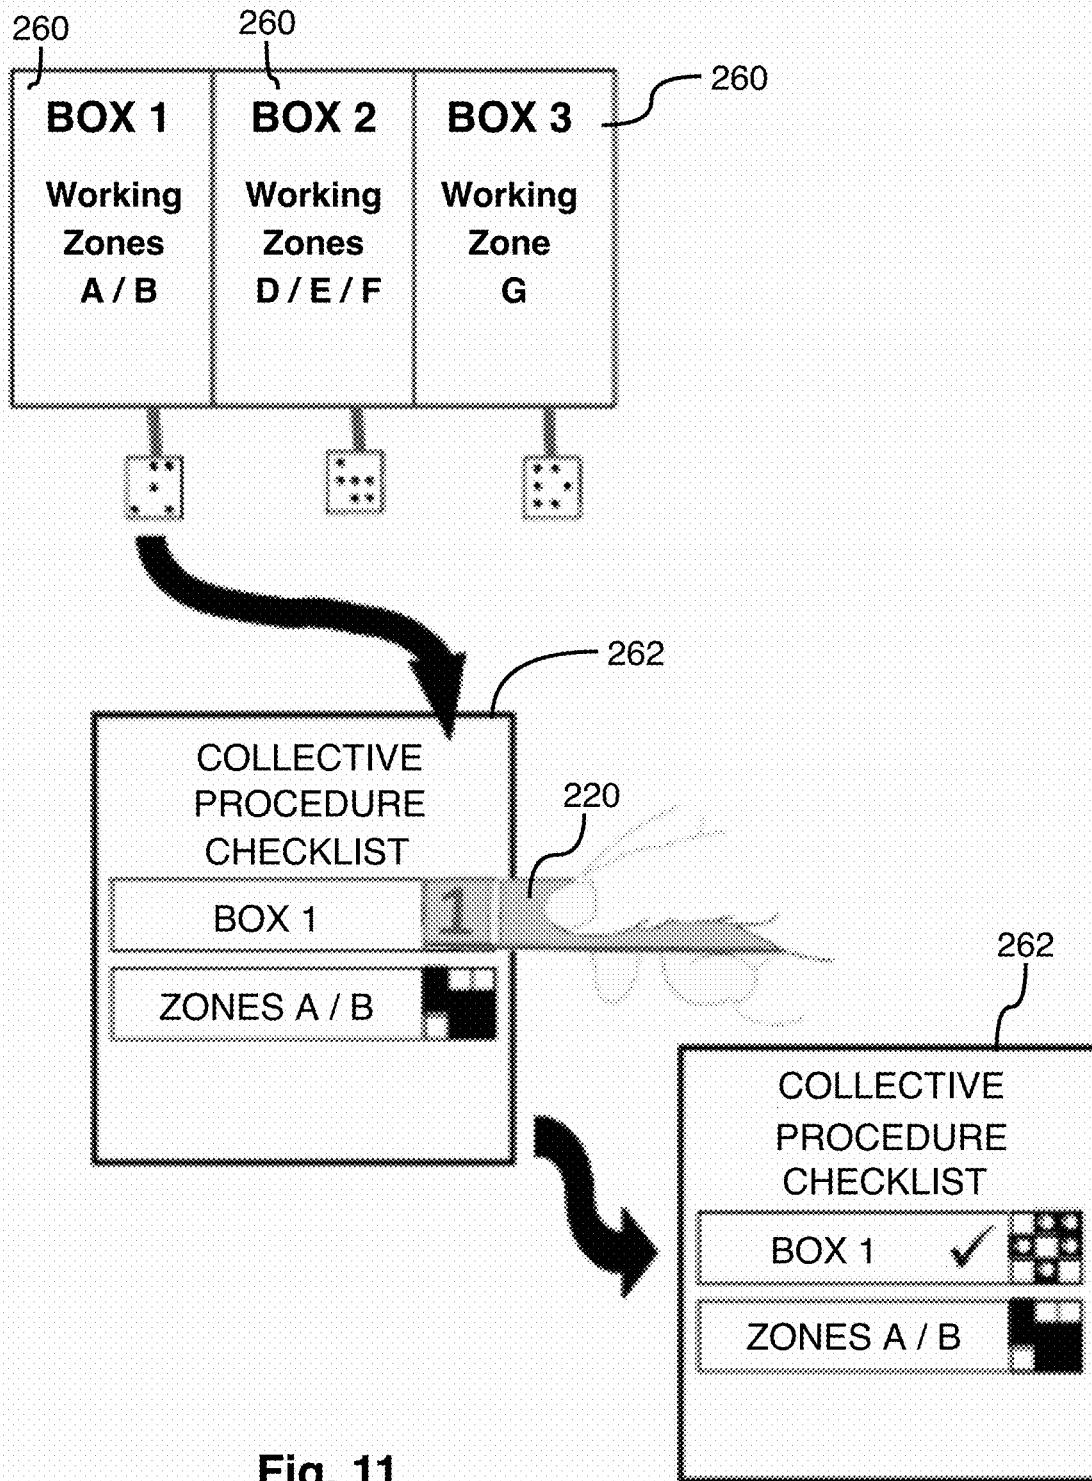 260
260
260
BOX 1
Working
Zones
A / B
BOX 2
Working
Zones
D / E / F
BOX 3
Working
Zone
G
262
COLLECTIVE
PROCEDURE
CHECKLIST
220
BOX 1
1
ZONES A / B
262
COLLECTIVE
PROCEDURE
CHECKLIST
BOX 1 ✓
ZONES A / B
Fig. 11